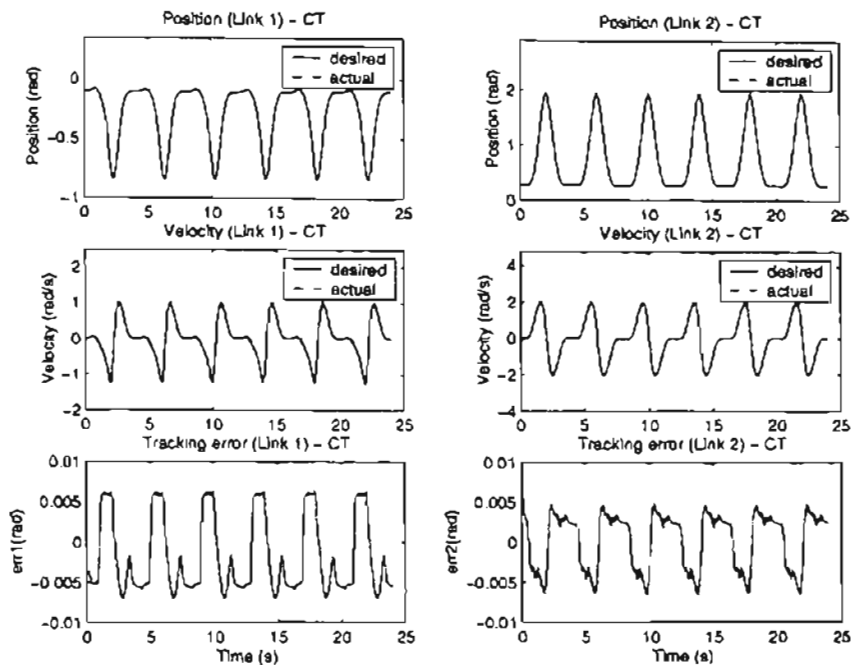 Position (Link 1) - CT
Position (rad)
0
-0.5
-1
desired
actual
0 5 10 15 20 25
Position (Link 2) - CT
Position (rad)
2
1
0
desired
actual
0 5 10 15 20 25
Velocity (Link 1) - CT
Velocity (rad/s)
2
1
0
-1
-2
desired
actual
0 5 10 15 20 25
Velocity (Link 2) - CT
Velocity (rad/s)
4
2
0
-2
-4
desired
actual
0 5 10 15 20 25
Tracking error (Link 1) - CT
err1(rad)
0.01
0.005
0
-0.005
-0.01
0 5 10 15 20 25
Time (s)
Tracking error (Link 2) - CT
err2(rad)
0.01
0.005
0
-0.005
-0.01
0 5 10 15 20 25
Time (s)